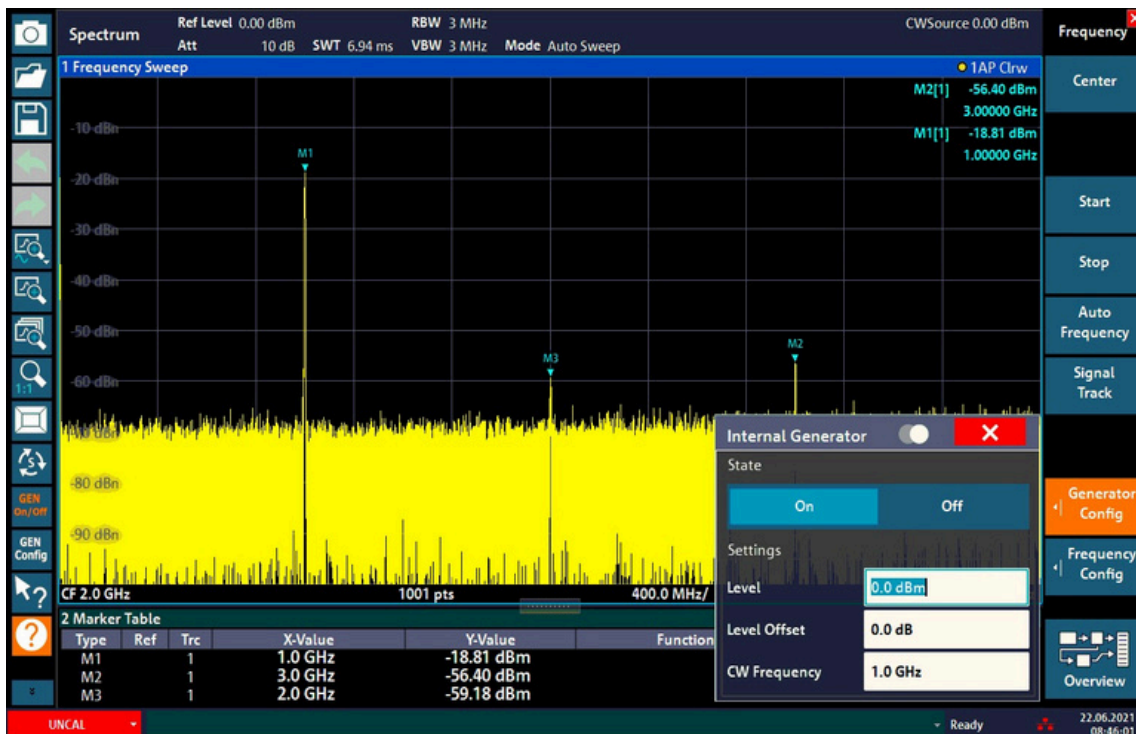 Spectrum
Ref Level 0.00 dBm RBW 3 MHz
Att 10 dB SWT 6.94 ms VBW 3 MHz Mode Auto Sweep
CWSource 0.00 dBm
Frequency
1 Frequency Sweep
1AP Clrw
M2[1] -56.40 dBm
3.00000 GHz
M1[1] -18.81 dBm
1.00000 GHz
-10 dBm
M1
-20 dBm
-30 dBm
-40 dBm
-50 dBm
M2
M3
-60 dBm
-80 dBm
-90 dBm
CF 2.0 GHz 1001 pts 400.0 MHz/
2 Marker Table
Type Ref Trc X-Value Y-Value Function
M1 1 1.0 GHz -18.81 dBm
M2 1 3.0 GHz -56.40 dBm
M3 1 2.0 GHz -59.18 dBm
Internal Generator
State
On Off
Settings
Level 0.0 dBm
Level Offset 0.0 dB
CW Frequency 1.0 GHz
Center
Start
Stop
Auto
Frequency
Signal
Track
Generator
Config
Frequency
Config
Overview
1:1
GEN
On/Off
GEN
Config
UNCAL
Ready
22.06.2021
08:46:01